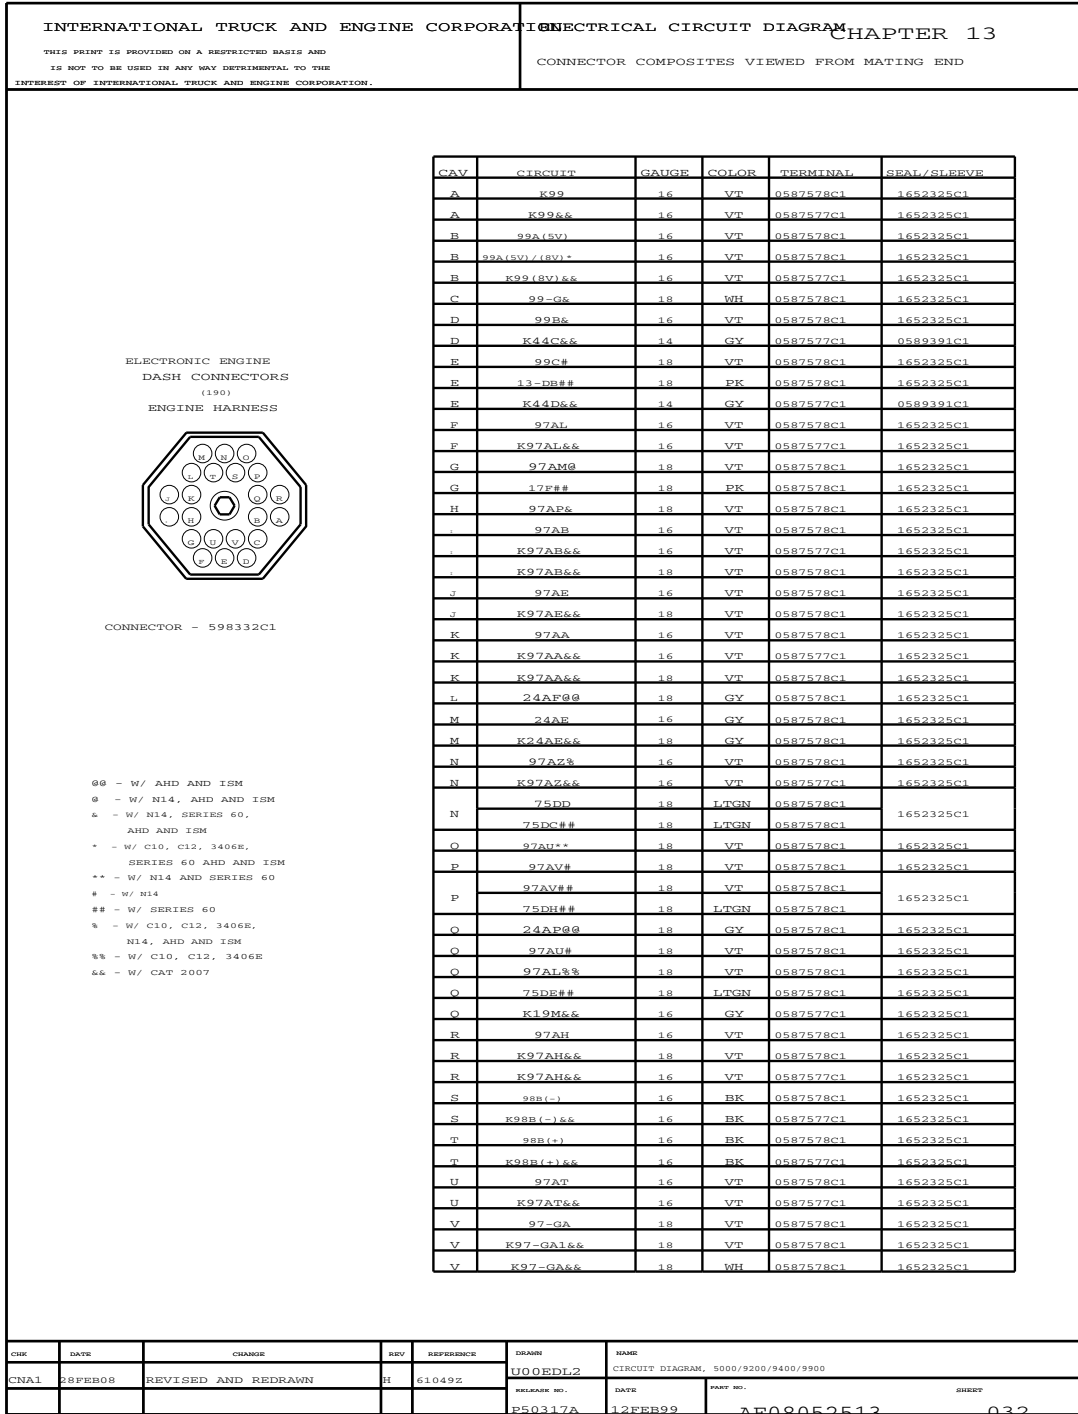 INTERNATIONAL TRUCK AND ENGINE CORPORATION
THIS PRINT IS PROVIDED ON A RESTRICTED BASIS AND
IS NOT TO BE USED IN ANY WAY DETRIMENTAL TO THE
INTEREST OF INTERNATIONAL TRUCK AND ENGINE CORPORATION.
ELECTRICAL CIRCUIT DIAGRAM
CHAPTER 13
CONNECTOR COMPOSITES VIEWED FROM MATING END
ELECTRONIC ENGINE
DASH CONNECTORS
(190)
ENGINE HARNESS
M N O
L T S P
J K Q R
H B A
G U V C
F E D
CONNECTOR - 598332C1
@@ - W/ AHD AND ISM
@ - W/ N14, AHD AND ISM
& - W/ N14, SERIES 60,
AHD AND ISM
* - W/ C10, C12, 3406E,
SERIES 60 AHD AND ISM
** - W/ N14 AND SERIES 60
# - W/ N14
## - W/ SERIES 60
% - W/ C10, C12, 3406E,
N14, AHD AND ISM
%% - W/ C10, C12, 3406E
&& - W/ CAT 2007
CAV CIRCUIT GAUGE COLOR TERMINAL SEAL/SLEEVE
A K99 16 VT 0587578C1 1652325C1
A K99&& 16 VT 0587577C1 1652325C1
B 99A(5V) 16 VT 0587578C1 1652325C1
B 99A(5V)/(8V)* 16 VT 0587578C1 1652325C1
B K99(8V)&& 16 VT 0587577C1 1652325C1
C 99-G& 18 WH 0587578C1 1652325C1
D 99B& 16 VT 0587578C1 1652325C1
D K44C&& 14 GY 0587577C1 0589391C1
E 99C# 18 VT 0587578C1 1652325C1
E 13-DB## 18 PK 0587578C1 1652325C1
E K44D&& 14 GY 0587577C1 0589391C1
F 97AL 16 VT 0587578C1 1652325C1
F K97AL&& 16 VT 0587577C1 1652325C1
G 97AM@ 18 VT 0587578C1 1652325C1
G 17F## 18 PK 0587578C1 1652325C1
H 97AP& 18 VT 0587578C1 1652325C1
97AB 16 VT 0587578C1 1652325C1
K97AB&& 16 VT 0587577C1 1652325C1
K97AB&& 18 VT 0587578C1 1652325C1
J 97AE 16 VT 0587578C1 1652325C1
J K97AE&& 18 VT 0587578C1 1652325C1
K 97AA 16 VT 0587578C1 1652325C1
K K97AA&& 16 VT 0587577C1 1652325C1
K K97AA&& 18 VT 0587578C1 1652325C1
L 24AF@@ 18 GY 0587578C1 1652325C1
M 24AE 16 GY 0587578C1 1652325C1
M K24AE&& 18 GY 0587578C1 1652325C1
N 97AZ% 16 VT 0587578C1 1652325C1
N K97AZ&& 16 VT 0587577C1 1652325C1
N 75DD 18 LTGN 0587578C1 1652325C1
75DC## 18 LTGN 0587578C1
O 97AU** 18 VT 0587578C1 1652325C1
P 97AV# 18 VT 0587578C1 1652325C1
P 97AV## 18 VT 0587578C1 1652325C1
75DH## 18 LTGN 0587578C1
Q 24AP@@ 18 GY 0587578C1 1652325C1
Q 97AU# 18 VT 0587578C1 1652325C1
Q 97AL%% 18 VT 0587578C1 1652325C1
Q 75DE## 18 LTGN 0587578C1 1652325C1
Q K19M&& 16 GY 0587577C1 1652325C1
R 97AH 16 VT 0587578C1 1652325C1
R K97AH&& 18 VT 0587578C1 1652325C1
R K97AH&& 16 VT 0587577C1 1652325C1
S 98B(-) 16 BK 0587578C1 1652325C1
S K98B(-)&& 16 BK 0587577C1 1652325C1
T 98B(+) 16 BK 0587578C1 1652325C1
T K98B(+)&& 16 BK 0587577C1 1652325C1
U 97AT 16 VT 0587578C1 1652325C1
U K97AT&& 16 VT 0587577C1 1652325C1
V 97-GA 18 VT 0587578C1 1652325C1
V K97-GA1&& 18 VT 0587578C1 1652325C1
V K97-GA&& 18 WH 0587578C1 1652325C1
CHK DATE CHANGE REV REFERENCE DRAWN NAME
CNA1 28FEB08 REVISED AND REDRAWN H 61049Z U00EDL2 CIRCUIT DIAGRAM, 5000/9200/9400/9900
RELEASE NO. DATE PART NO. SHEET
P50317A 12FEB99 AE08052513 032